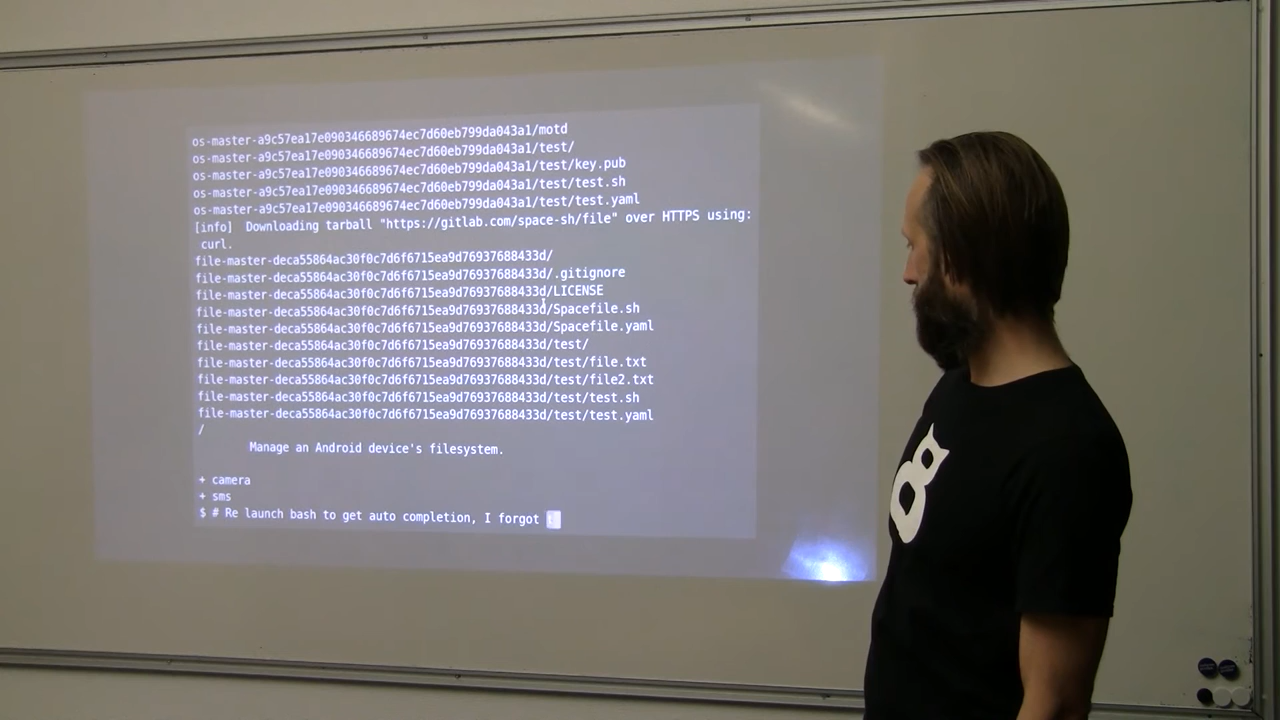 os-master-a9c57ea17e090346689674ec7d60eb799da043a1/motd
os-master-a9c57ea17e090346689674ec7d60eb799da043a1/test/
os-master-a9c57ea17e090346689674ec7d60eb799da043a1/test/key.pub
os-master-a9c57ea17e090346689674ec7d60eb799da043a1/test/test.sh
os-master-a9c57ea17e090346689674ec7d60eb799da043a1/test/test.yaml
[info] Downloading tarball "https://gitlab.com/space-sh/file" over HTTPS using:
curl.
file-master-deca55864ac30f0c7d6f6715ea9d76937688433d/
file-master-deca55864ac30f0c7d6f6715ea9d76937688433d/.gitignore
file-master-deca55864ac30f0c7d6f6715ea9d76937688433d/LICENSE
file-master-deca55864ac30f0c7d6f6715ea9d76937688433d/Spacefile.sh
file-master-deca55864ac30f0c7d6f6715ea9d76937688433d/Spacefile.yaml
file-master-deca55864ac30f0c7d6f6715ea9d76937688433d/test/
file-master-deca55864ac30f0c7d6f6715ea9d76937688433d/test/file.txt
file-master-deca55864ac30f0c7d6f6715ea9d76937688433d/test/file2.txt
file-master-deca55864ac30f0c7d6f6715ea9d76937688433d/test/test.sh
file-master-deca55864ac30f0c7d6f6715ea9d76937688433d/test/test.yaml
/
Manage an Android device's filesystem.
+ camera
+ sms
$ # Re launch bash to get auto completion, I forgot